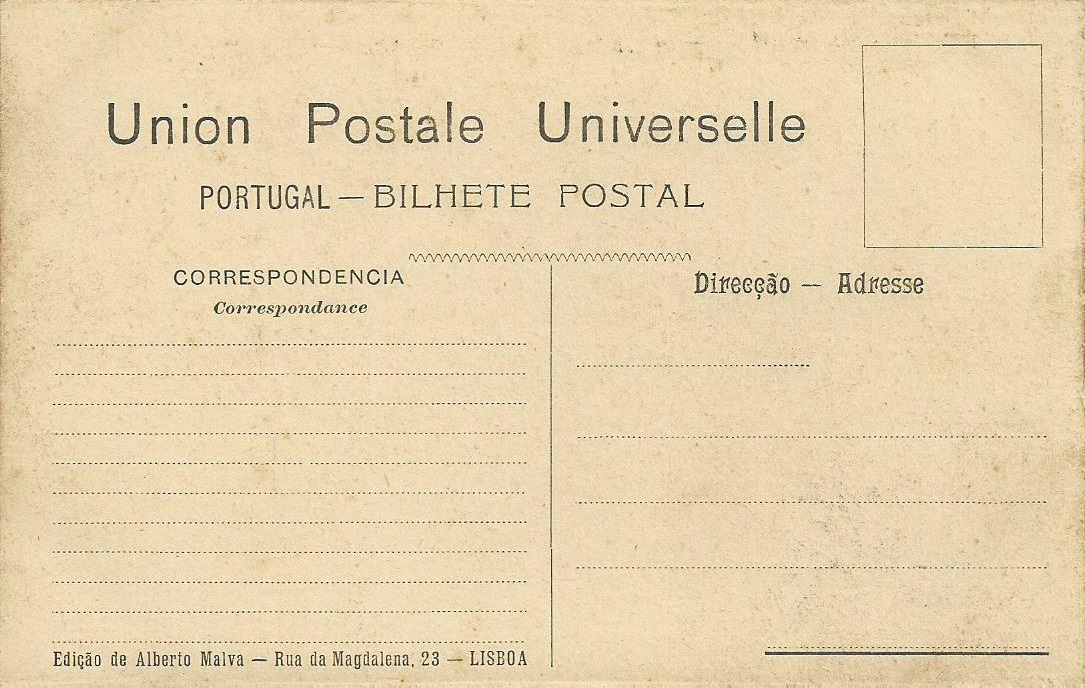 Union Postale Universelle
PORTUGAL — BILHETE POSTAL
CORRESPONDENCIA
Correspondance
Direcção — Adresse
Edição de Alberto Malva — Rua da Magdalena, 23 — LISBOA